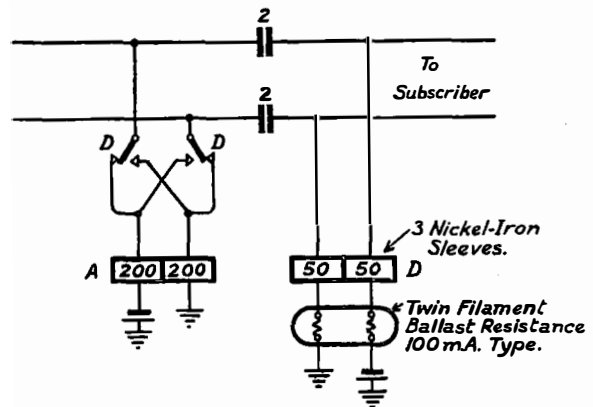 2
To
2
Subscriber
D
D
3 Nickel-Iron
Sleeves.
A 200 200
50 50 D
Twin Filament
Ballast Resistance
100 mA. Type.